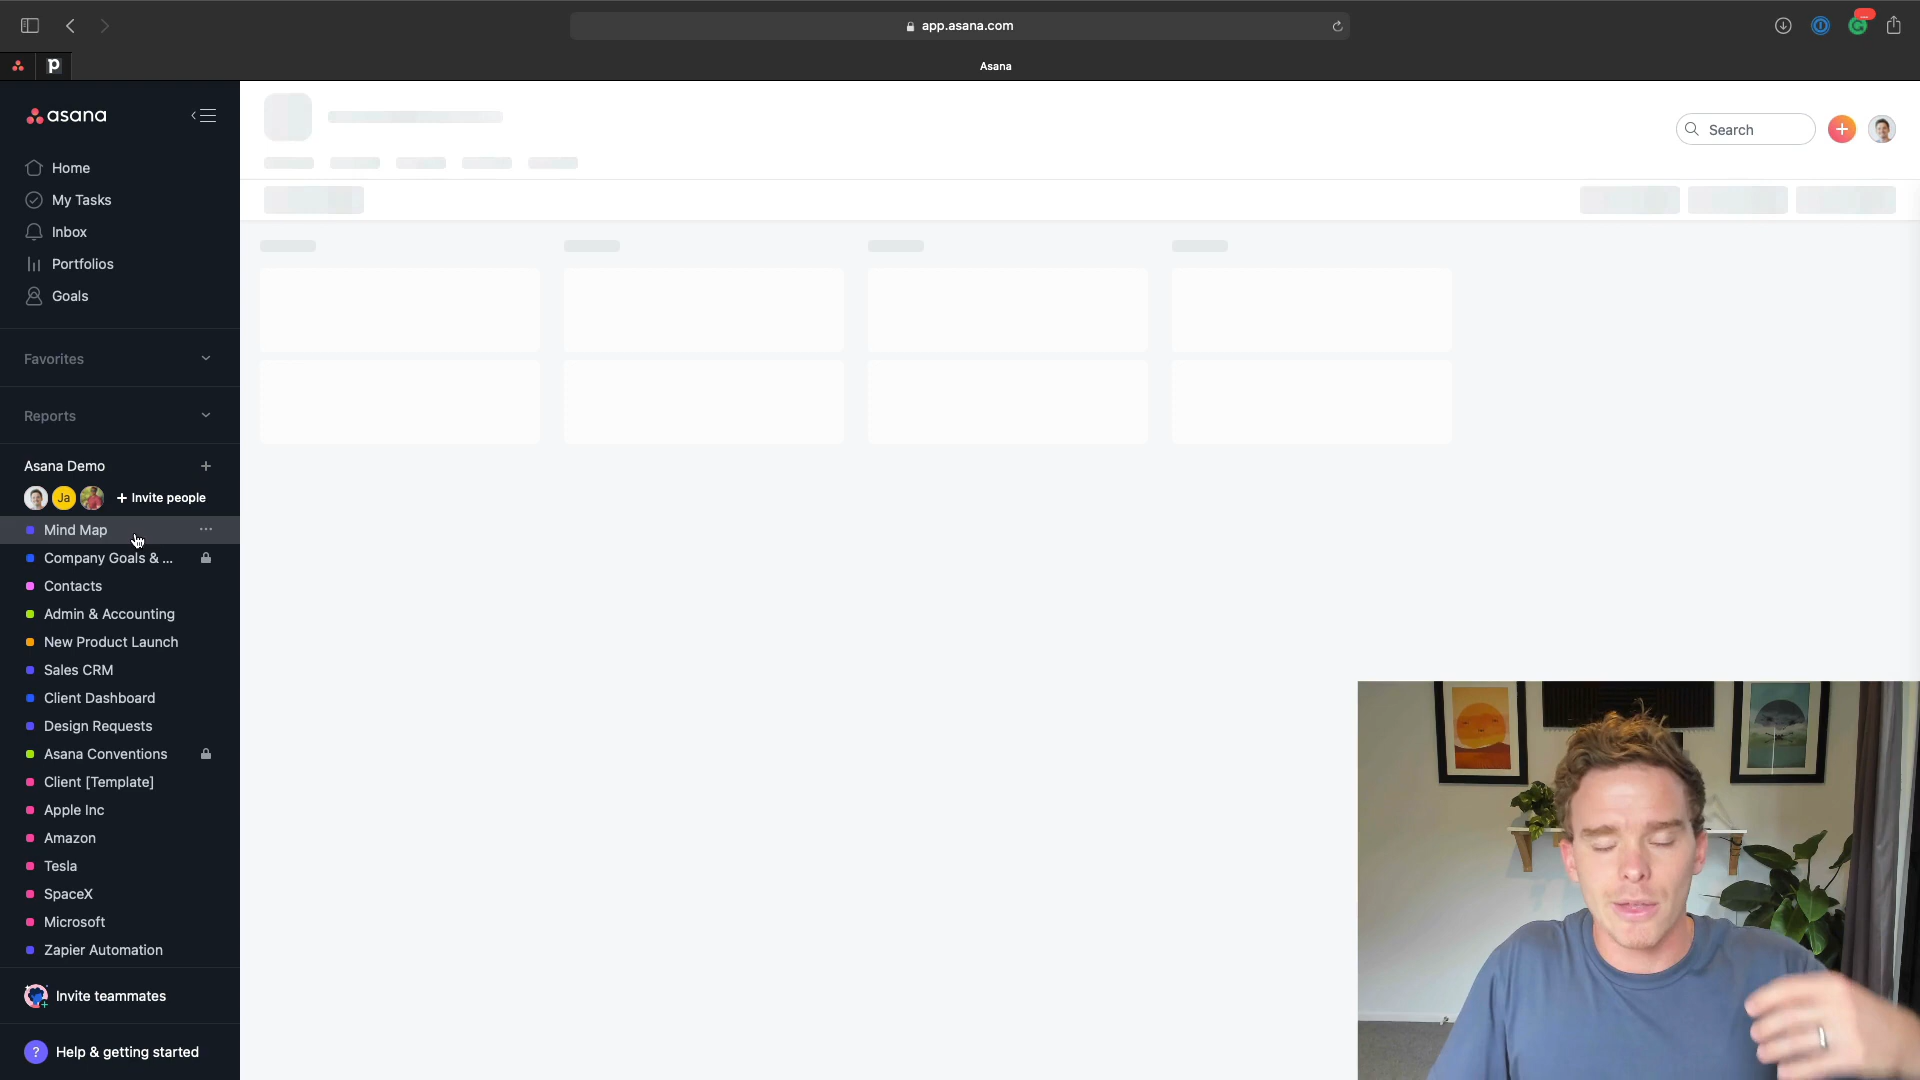 app.asana.com
...
p
Asana
asana
Search
Home
My Tasks
Inbox
Portfolios
Goals
Favorites
Reports
Asana Demo
Ja
+ Invite people
Mind Map
Company Goals & ...
Contacts
Admin & Accounting
New Product Launch
Sales CRM
Client Dashboard
Design Requests
Asana Conventions
Client [Template]
Apple Inc
Amazon
Tesla
SpaceX
Microsoft
Zapier Automation
Invite teammates
? Help & getting started